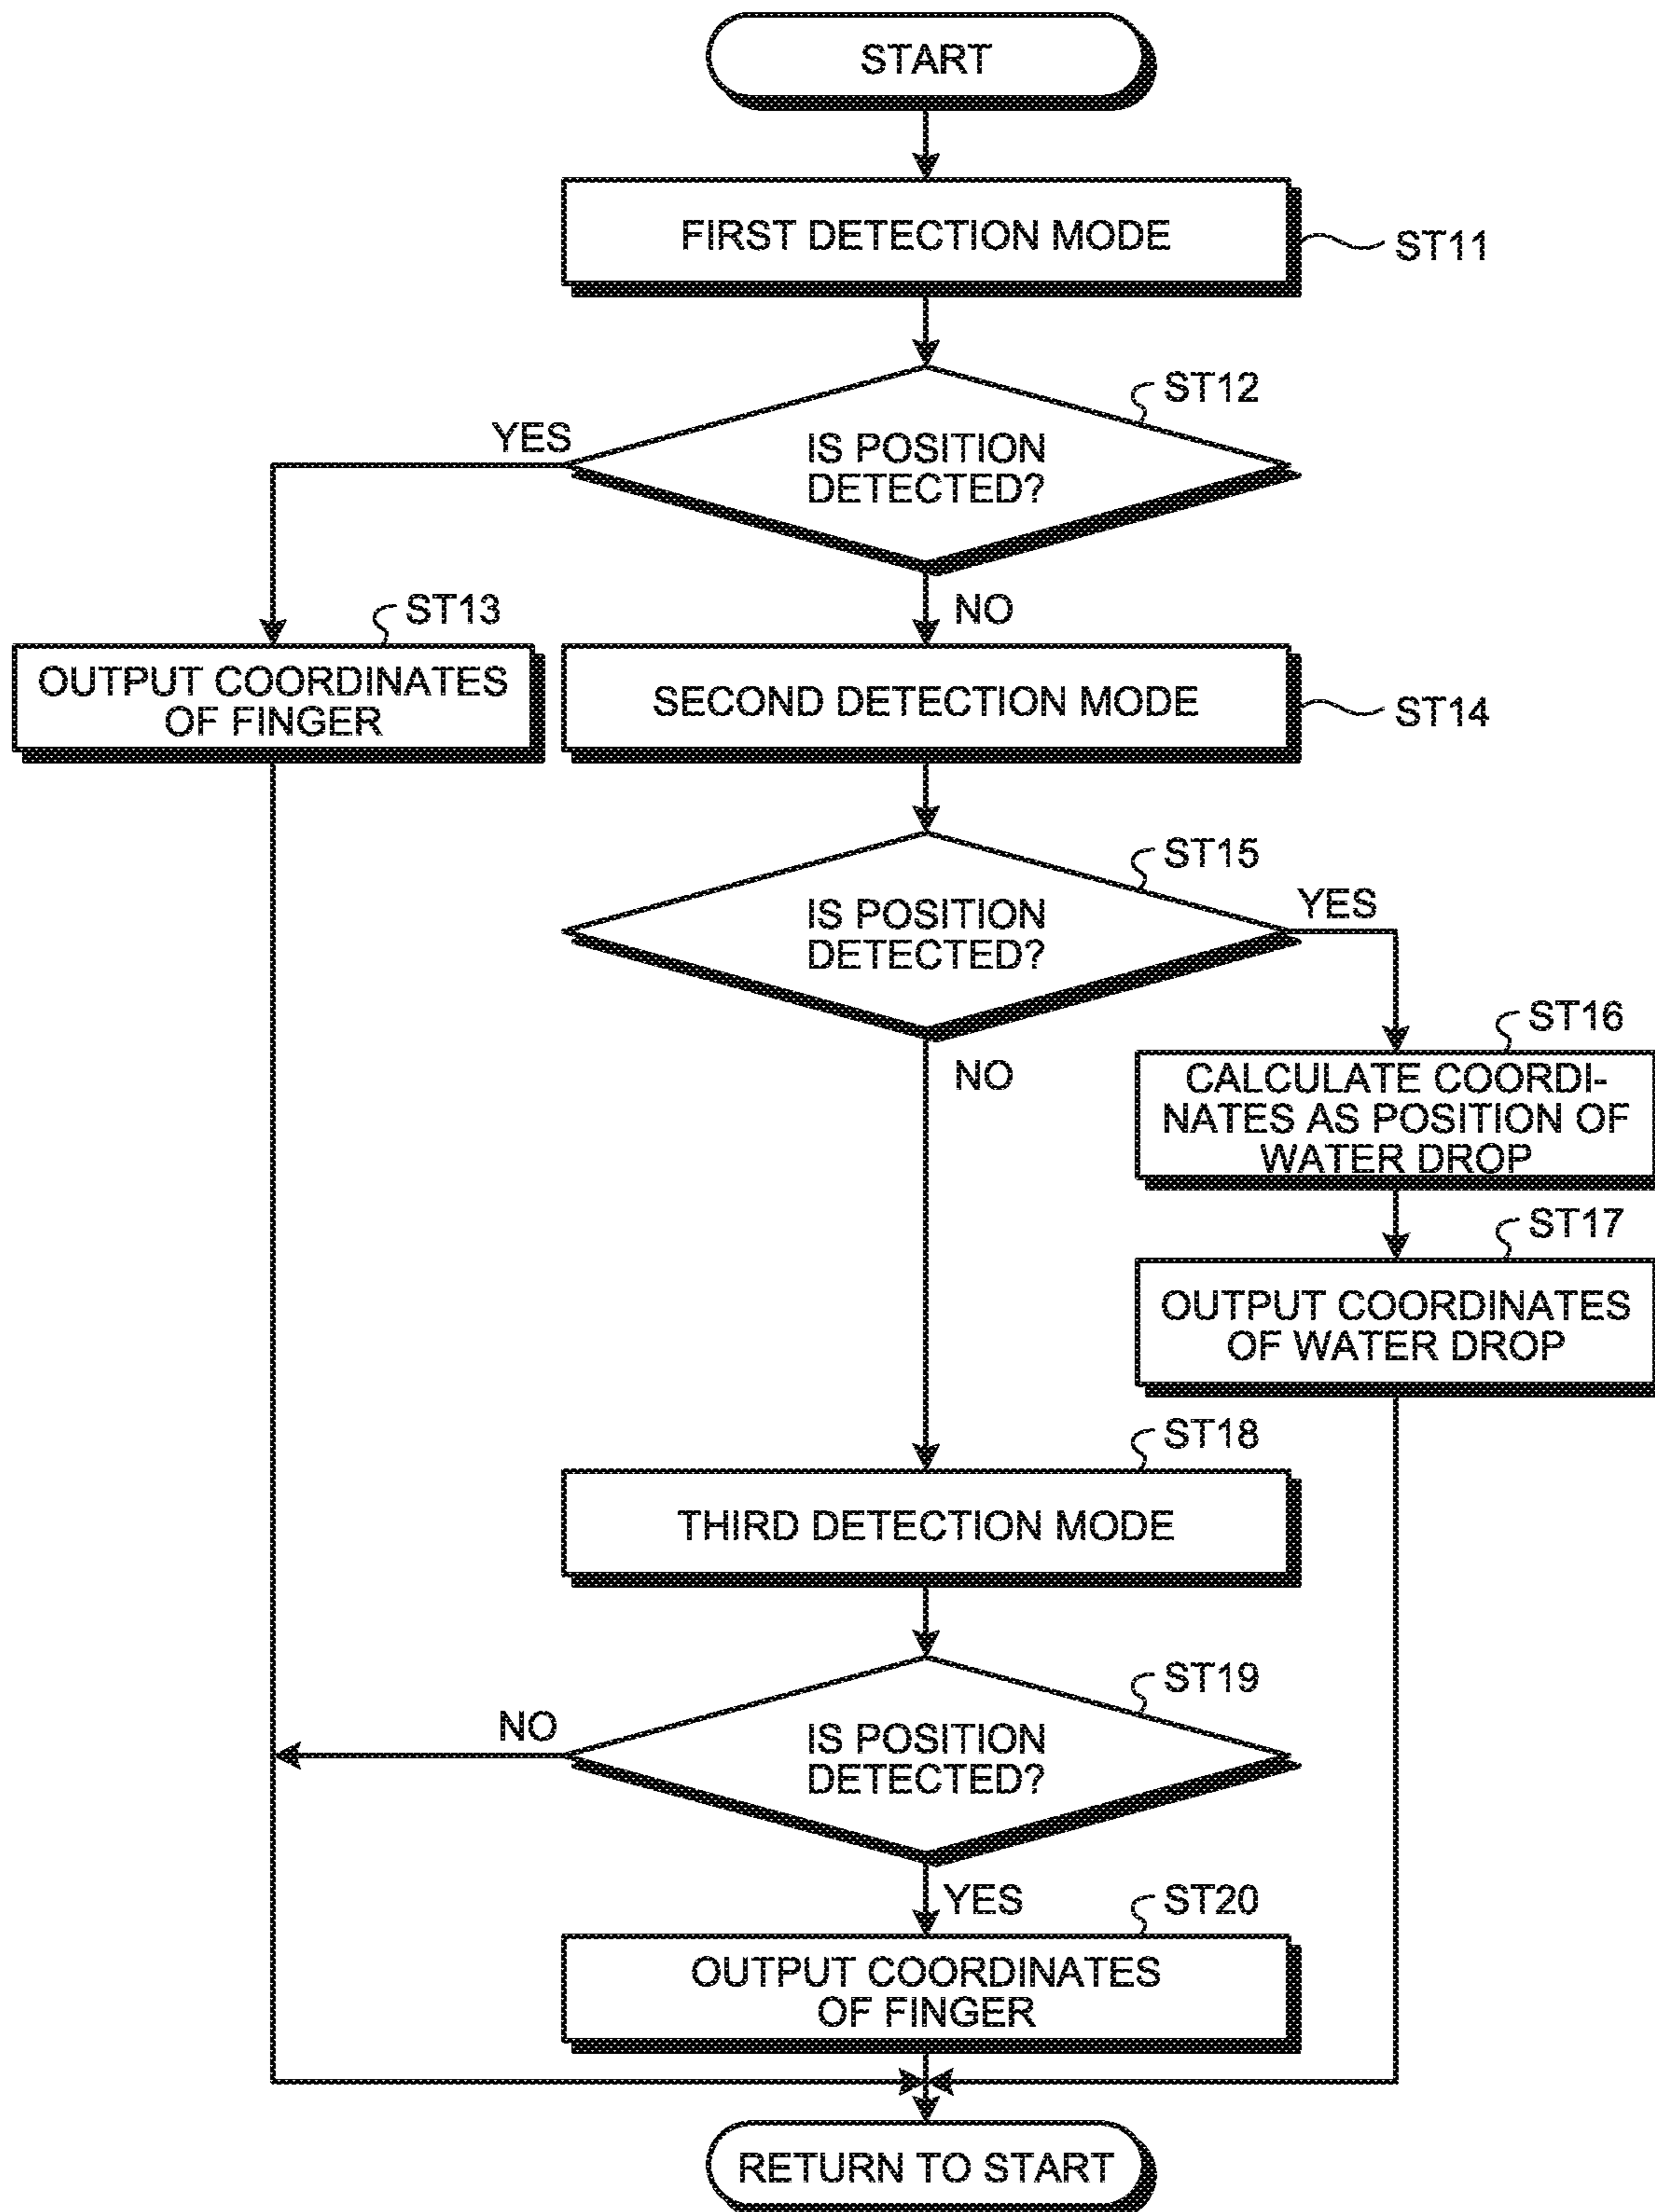 START
FIRST DETECTION MODE
ST11
ST12
YES
IS POSITION
DETECTED?
NO
ST13
OUTPUT COORDINATES
OF FINGER
SECOND DETECTION MODE
ST14
ST15
YES
IS POSITION
DETECTED?
NO
ST16
CALCULATE COORDI-
NATES AS POSITION OF
WATER DROP
ST17
OUTPUT COORDINATES
OF WATER DROP
ST18
THIRD DETECTION MODE
ST19
NO
IS POSITION
DETECTED?
YES
ST20
OUTPUT COORDINATES
OF FINGER
RETURN TO START